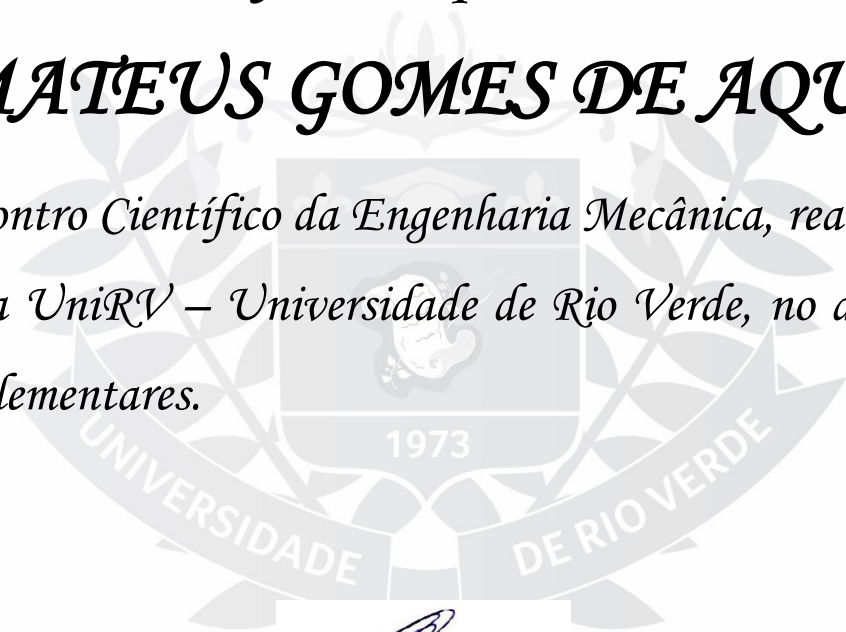 MATEUS GOMES DE AQU
ontro Científico da Engenharia Mecânica, rea
a UniRV – Universidade de Rio Verde, no d
lementares.
1973
UNIVERSIDADE DE RIO VERDE